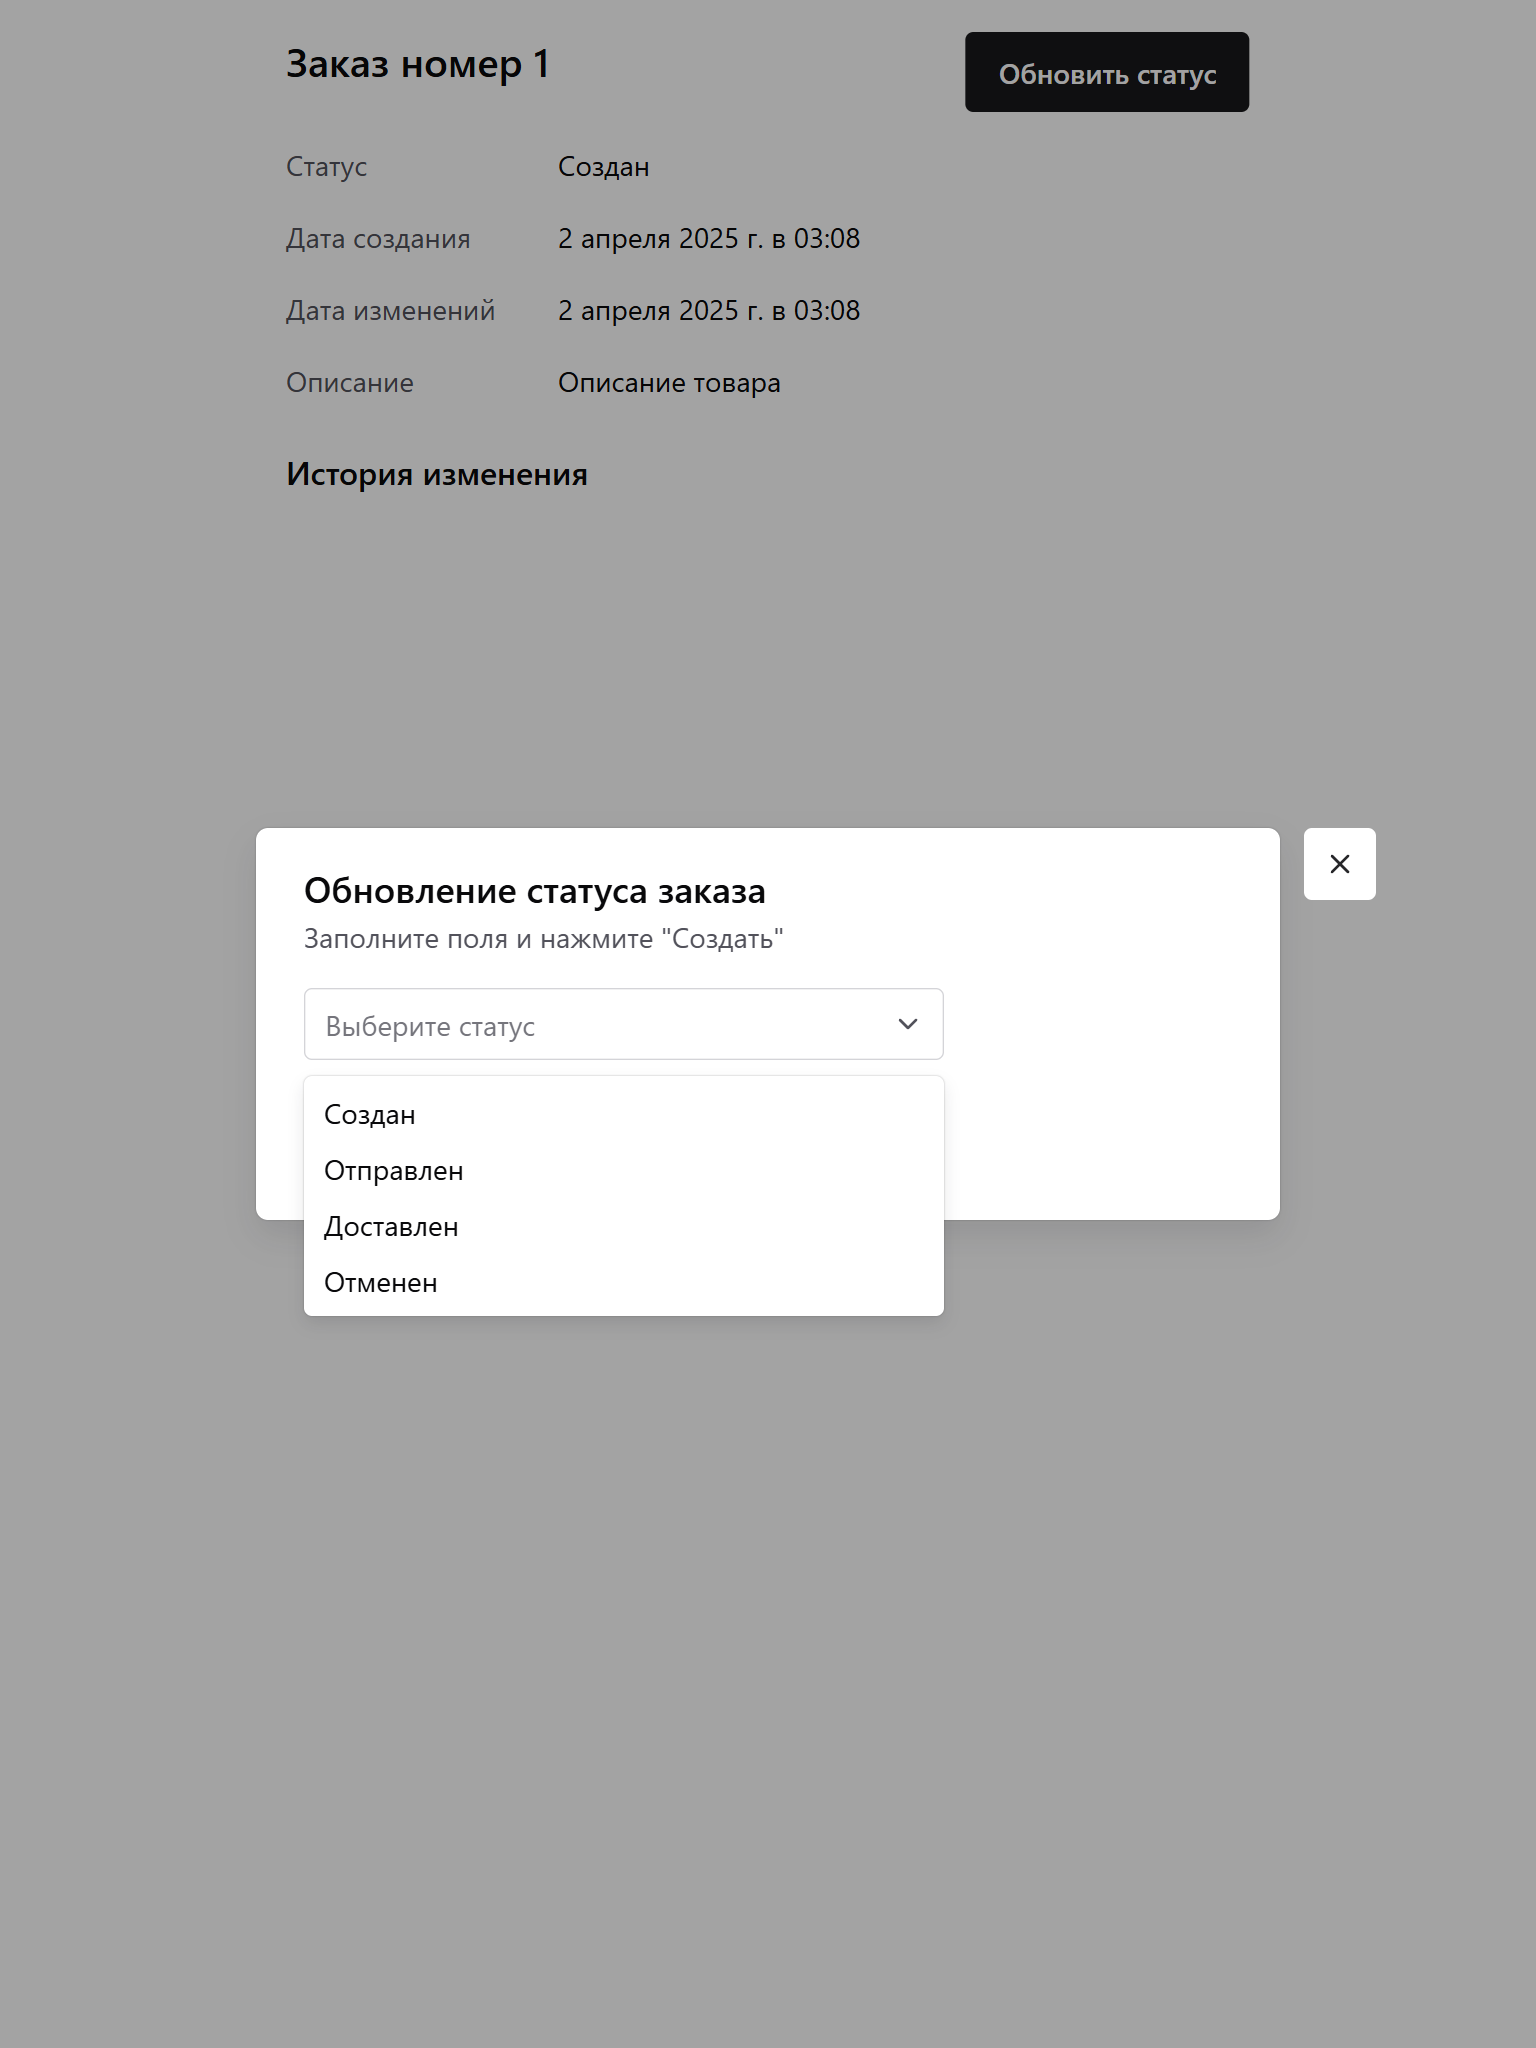 Заказ номер 1
Обновить статус
Статус Создан
Дата создания 2 апреля 2025 г. в 03:08
Дата изменений 2 апреля 2025 г. в 03:08
Описание Описание товара
История изменения
Обновление статуса заказа
Заполните поля и нажмите "Создать"
Выберите статус
Создан
Отправлен
Доставлен
Отменен